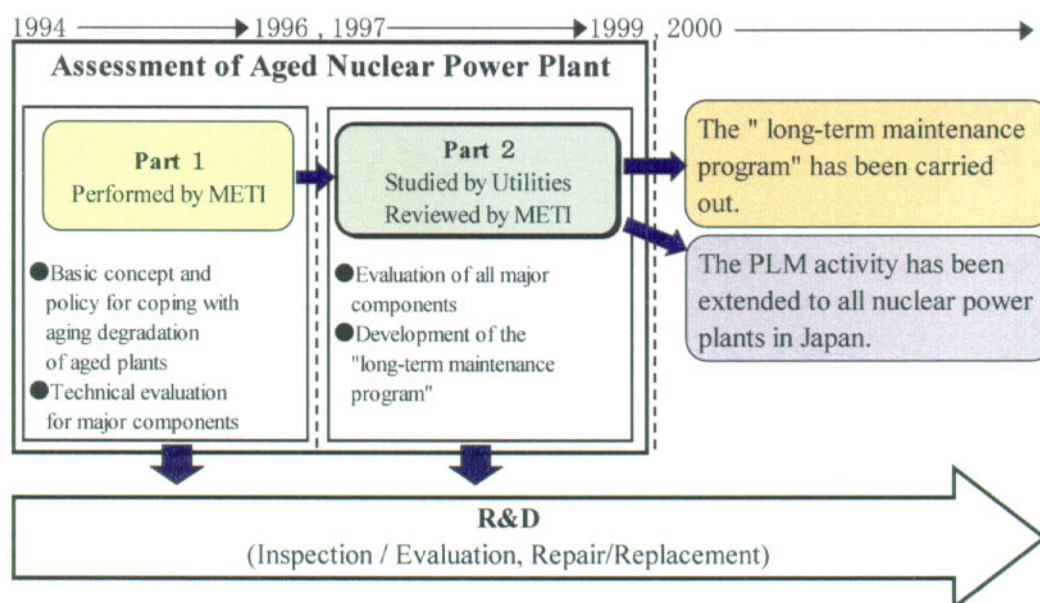 1994 1996 , 1997 1999 , 2000
Assessment of Aged Nuclear Power Plant
Part 1
Performed by METI
●Basic concept and
policy for coping with
aging degradation
of aged plants
●Technical evaluation
for major components
Part 2
Studied by Utilities
Reviewed by METI
●Evaluation of all major
components
●Development of the
"long-term maintenance
program"
The " long-term maintenance
program" has been carried
out.
The PLM activity has been
extended to all nuclear power
plants in Japan.
R&D
(Inspection / Evaluation, Repair/Replacement)